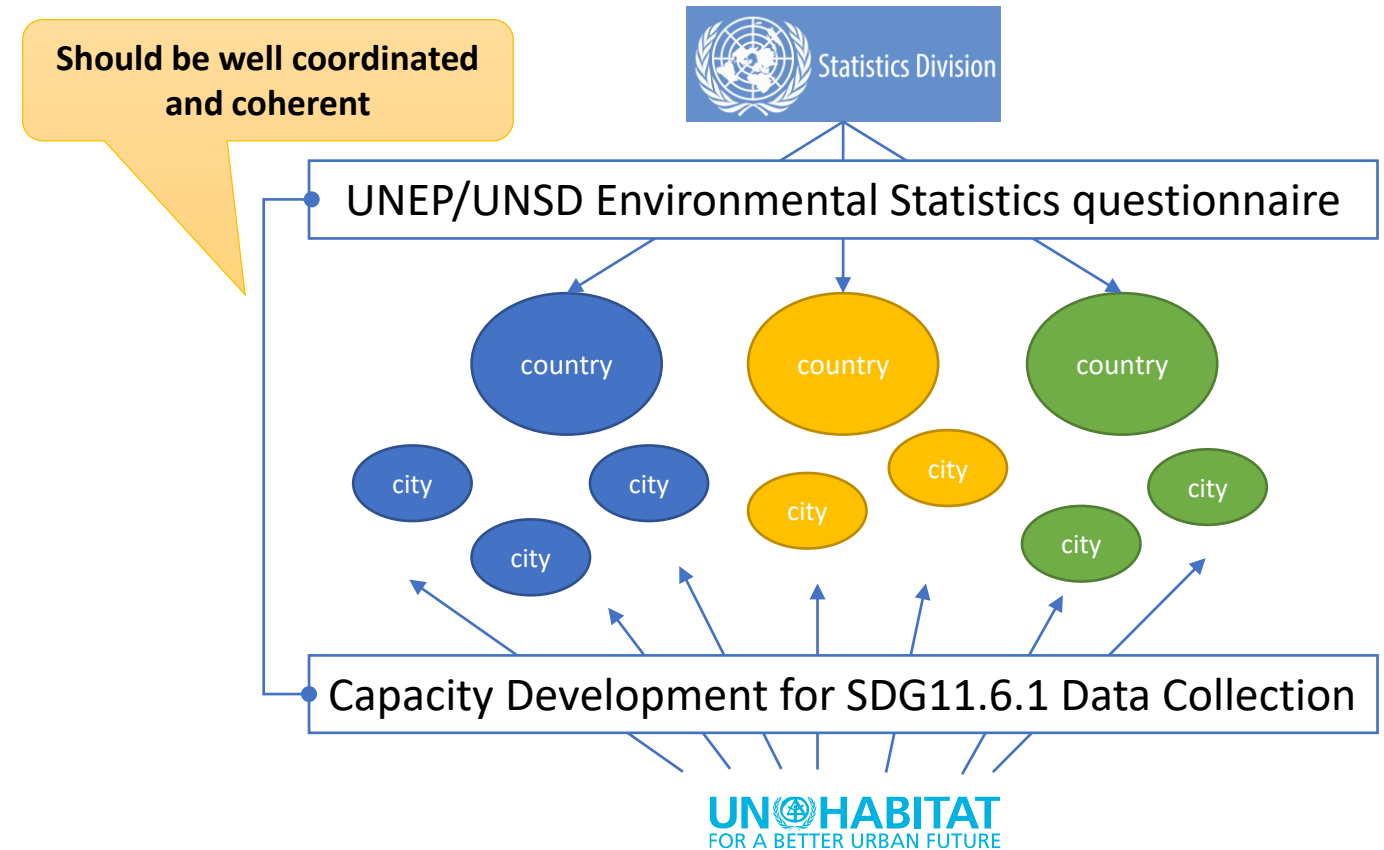 Should be well coordinated
and coherent
Statistics Division
UNEP/UNSD Environmental Statistics questionnaire
country
country
country
city
city
city
city
city
city
city
Capacity Development for SDG11.6.1 Data Collection
UN HABITAT
FOR A BETTER URBAN FUTURE